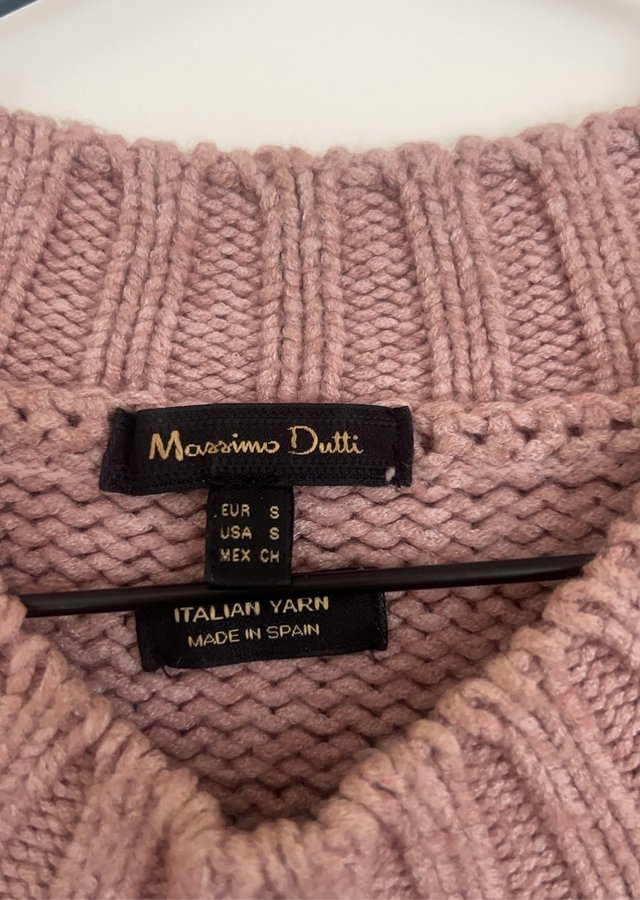 Massimo Dutti
EUR S
USA S
MEX CH
ITALIAN YARN
MADE IN SPAIN